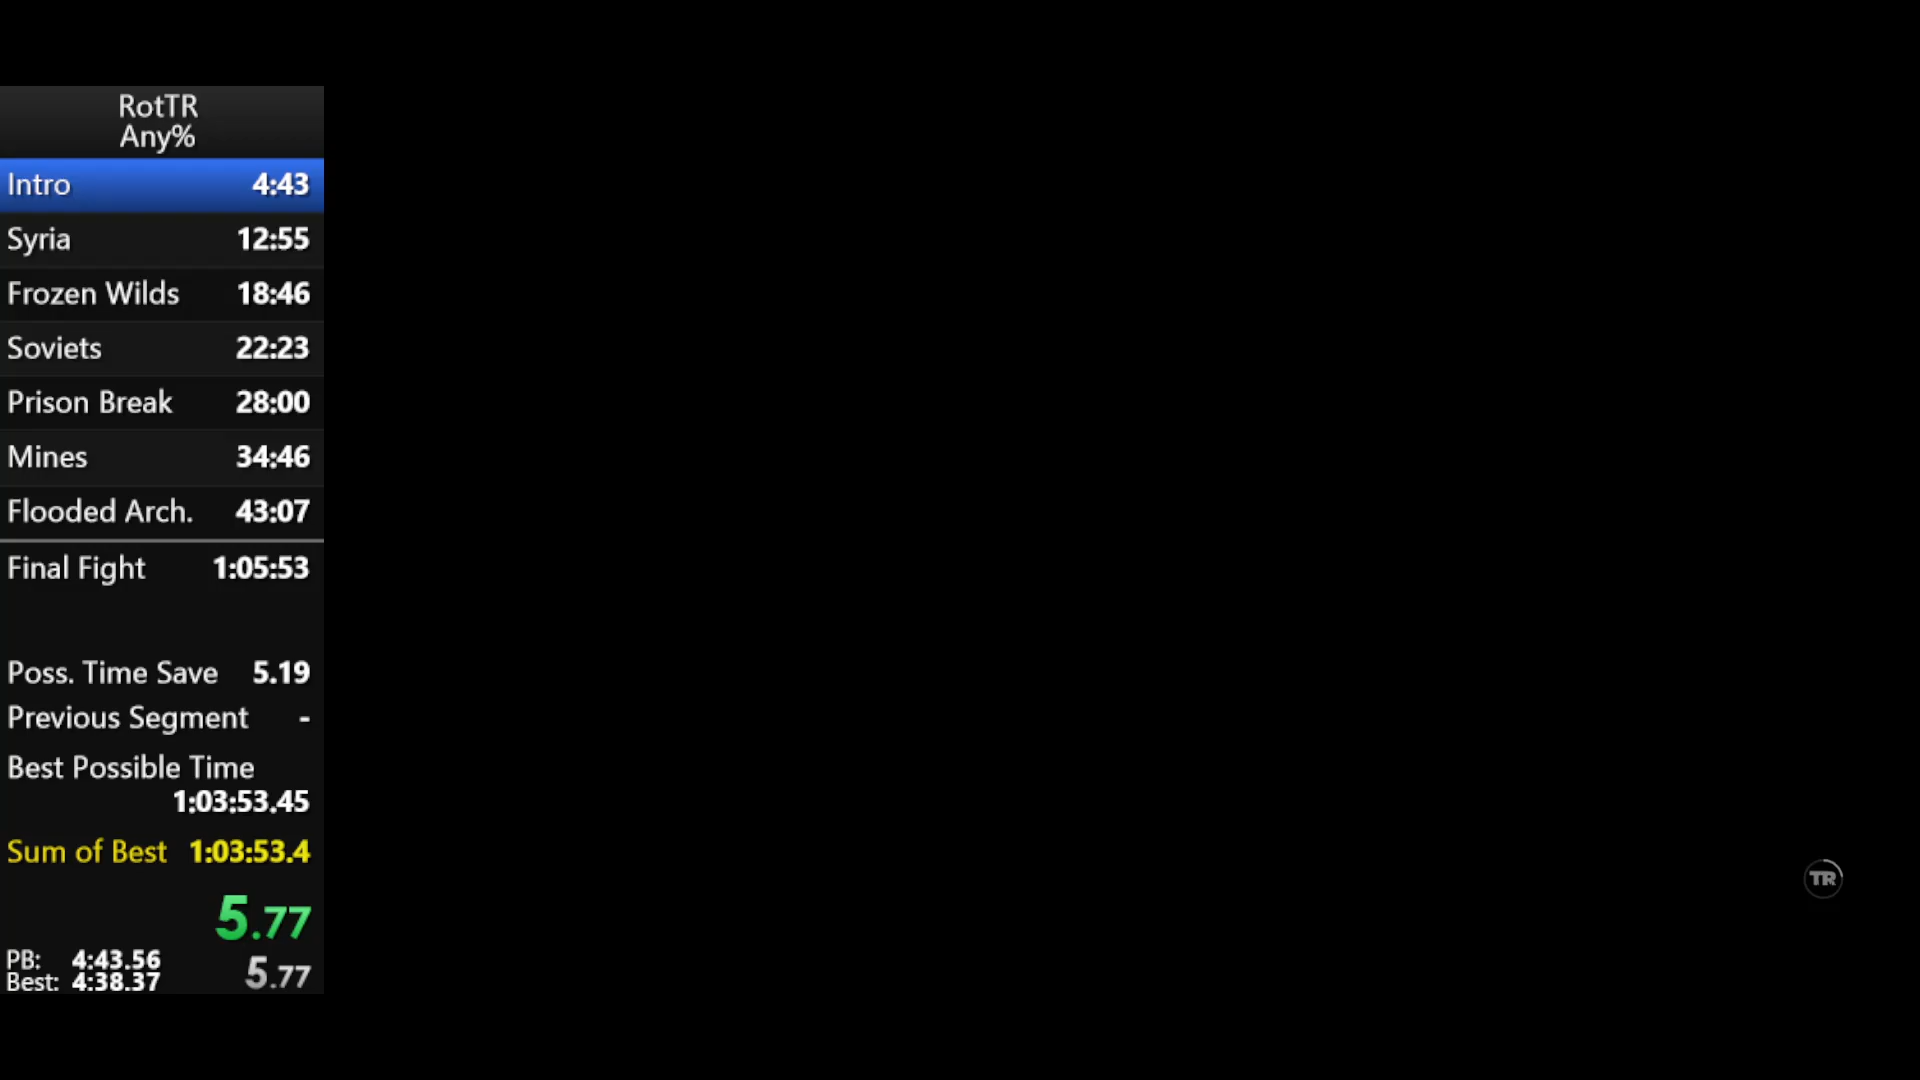 RotTR
Any%
Intro 4:43
Syria 12:55
Frozen Wilds 18:46
Soviets 22:23
Prison Break 28:00
Mines 34:46
Flooded Arch. 43:07
Final Fight 1:05:53
Poss. Time Save 5.19
Previous Segment -
Best Possible Time
1:03:53.45
Sum of Best 1:03:53.4
5.77
PB: 4:43.56
Best: 4:38.37 5.77
TR